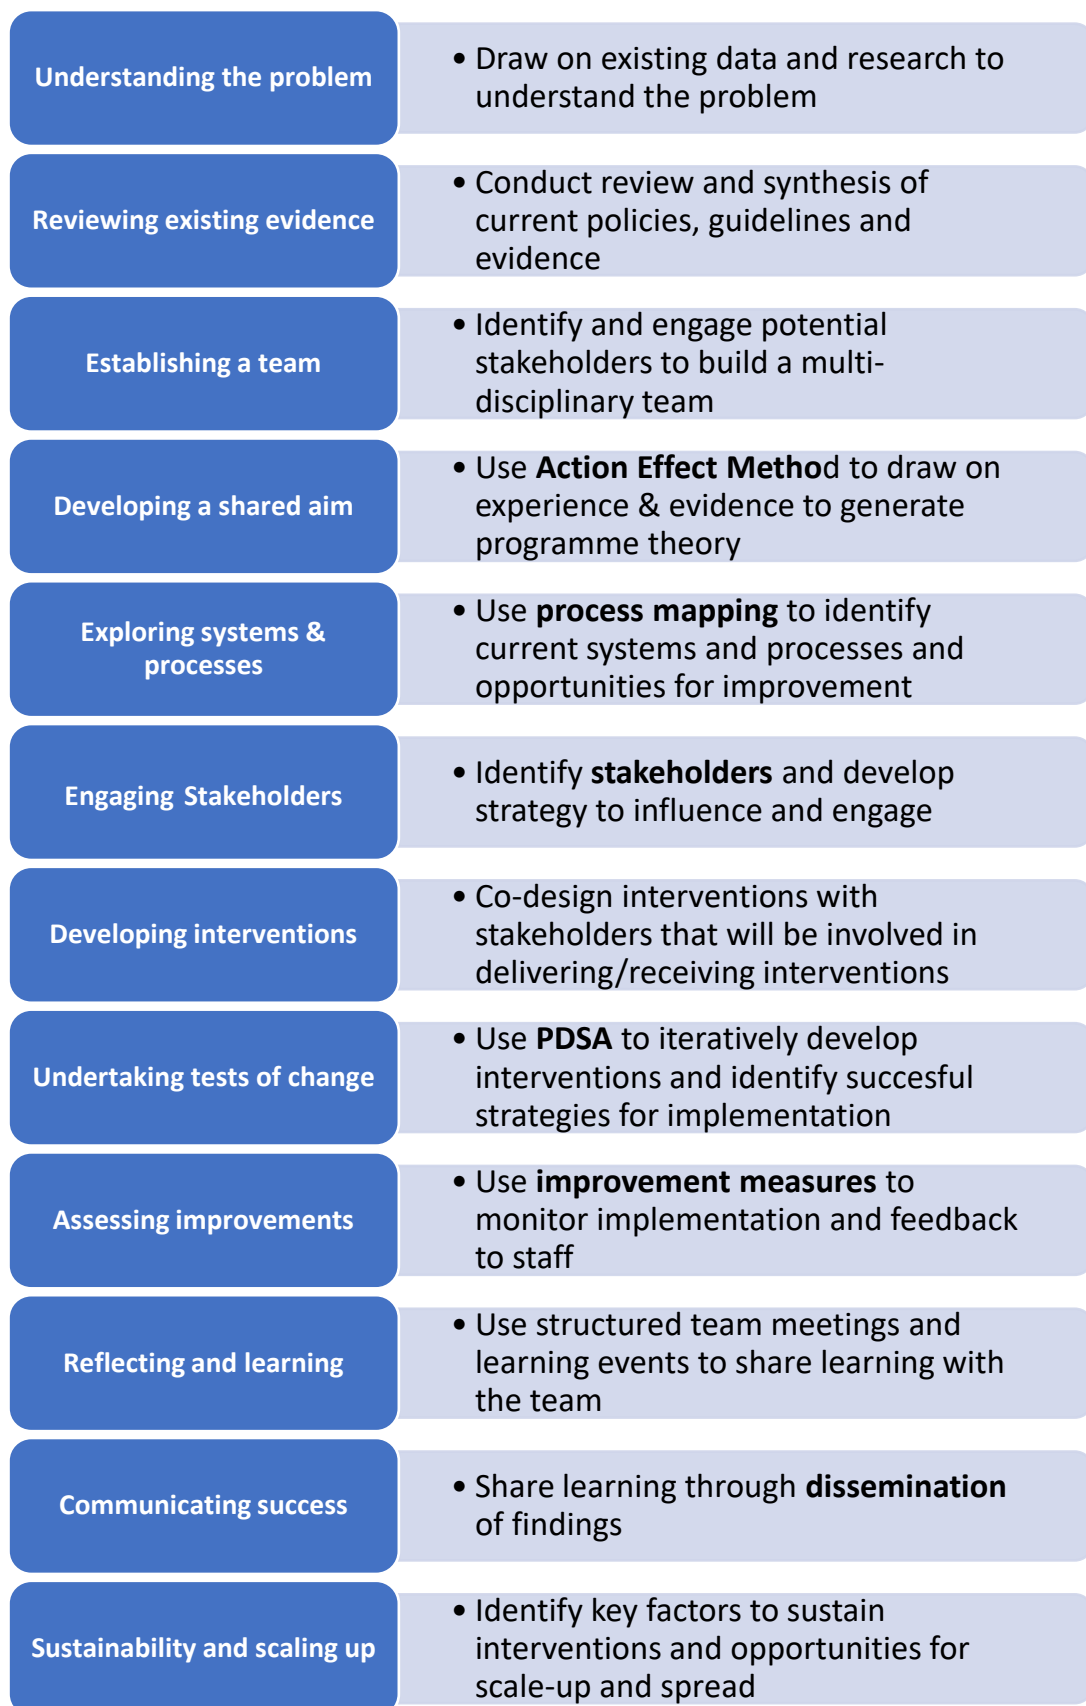 Understanding the problem
• Draw on existing data and research to
understand the problem
Reviewing existing evidence
• Conduct review and synthesis of
current policies, guidelines and
evidence
Establishing a team
• Identify and engage potential
stakeholders to build a multi-
disciplinary team
Developing a shared aim
• Use Action Effect Method to draw on
experience & evidence to generate
programme theory
Exploring systems &
processes
• Use process mapping to identify
current systems and processes and
opportunities for improvement
Engaging Stakeholders
• Identify stakeholders and develop
strategy to influence and engage
Developing interventions
• Co-design interventions with
stakeholders that will be involved in
delivering/receiving interventions
Undertaking tests of change
• Use PDSA to iteratively develop
interventions and identify succesful
strategies for implementation
Assessing improvements
• Use improvement measures to
monitor implementation and feedback
to staff
Reflecting and learning
• Use structured team meetings and
learning events to share learning with
the team
Communicating success
• Share learning through dissemination
of findings
Sustainability and scaling up
• Identify key factors to sustain
interventions and opportunities for
scale-up and spread